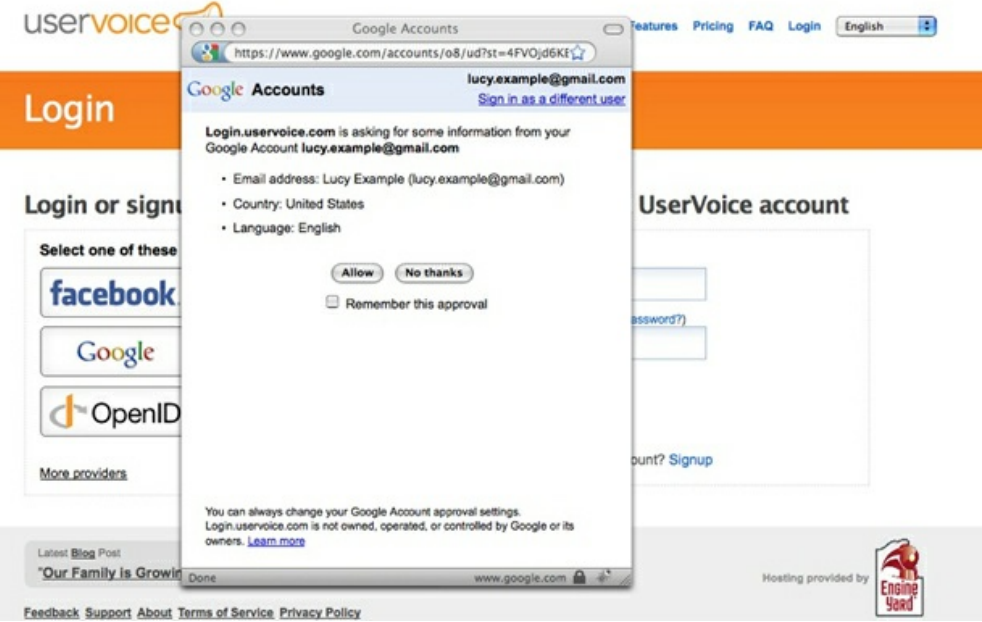 uservoice
Features Pricing FAQ Login English
Google Accounts
https://www.google.com/accounts/o8/ud?st=4FVOjd6KE
Google Accounts
lucy.example@gmail.com
Sign in as a different user
Login
Login.uservoice.com is asking for some information from your
Google Account lucy.example@gmail.com
• Email address: Lucy Example (lucy.example@gmail.com)
• Country: United States
• Language: English
Allow No thanks
Remember this approval
You can always change your Google Account approval settings.
Login.uservoice.com is not owned, operated, or controlled by Google or its
owners. Learn more
Done www.google.com
Login or
UserVoice account
Select one of these
facebook
Google
OpenID
More providers
assword?)
ount? Signup
Latest Blog Post
"Our Family is
Hosting provided by
Engine
Yard
Feedback Support About Terms of Service Privacy Policy